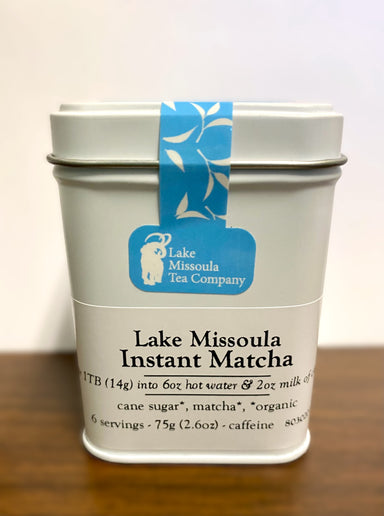 Lake
Missoula
Tea Company
Lake Missoula
Instant Matcha
1TB (14g) into 6oz hot water & 2oz milk of
cane sugar*, matcha*, *organic
6 servings - 75g (2.6oz) - caffeine